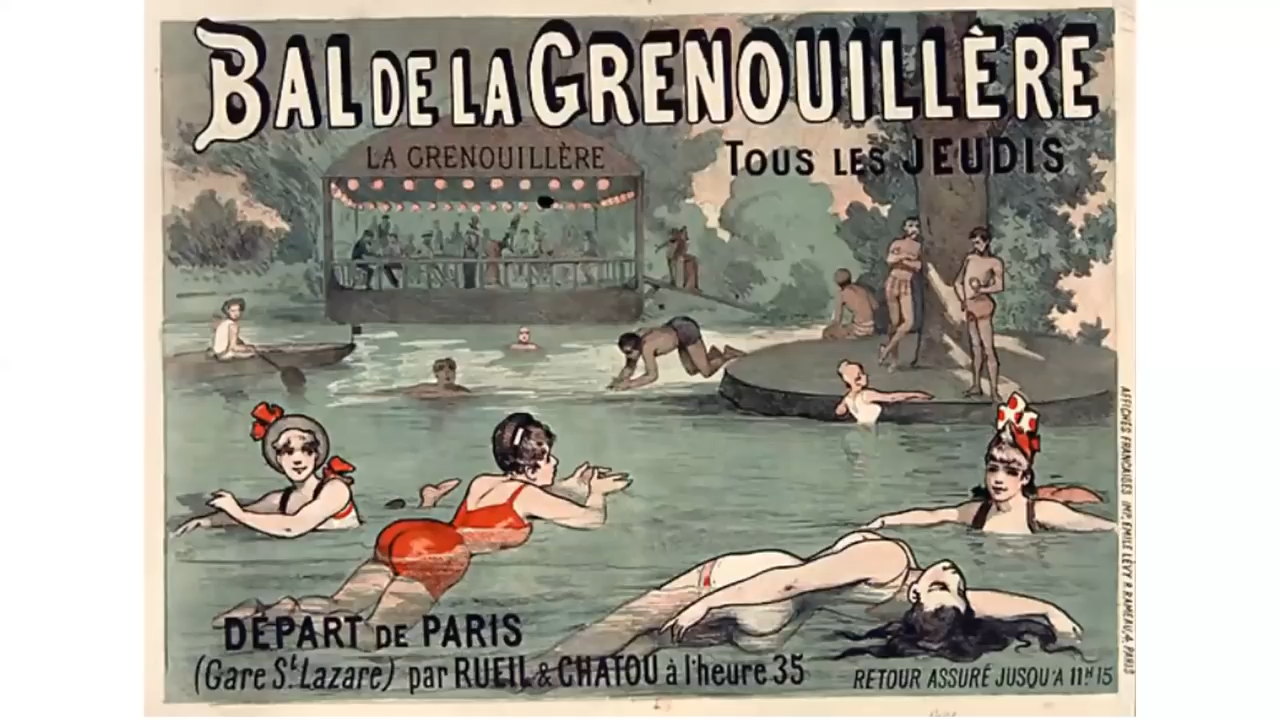 BAL DE LA GRENOUILLÈRE
LA GRENOUILLÈRE
TOUS LES JEUDIS
DÉPART DE PARIS
(Gare St. Lazare) par RUEIL & CHATOU à l'heure 35
RETOUR ASSURÉ JUSQU'A 11H15
AFFICHES FRANÇAISES IMP. EMILE LÉVY R. RAMEAU, 4. PARIS